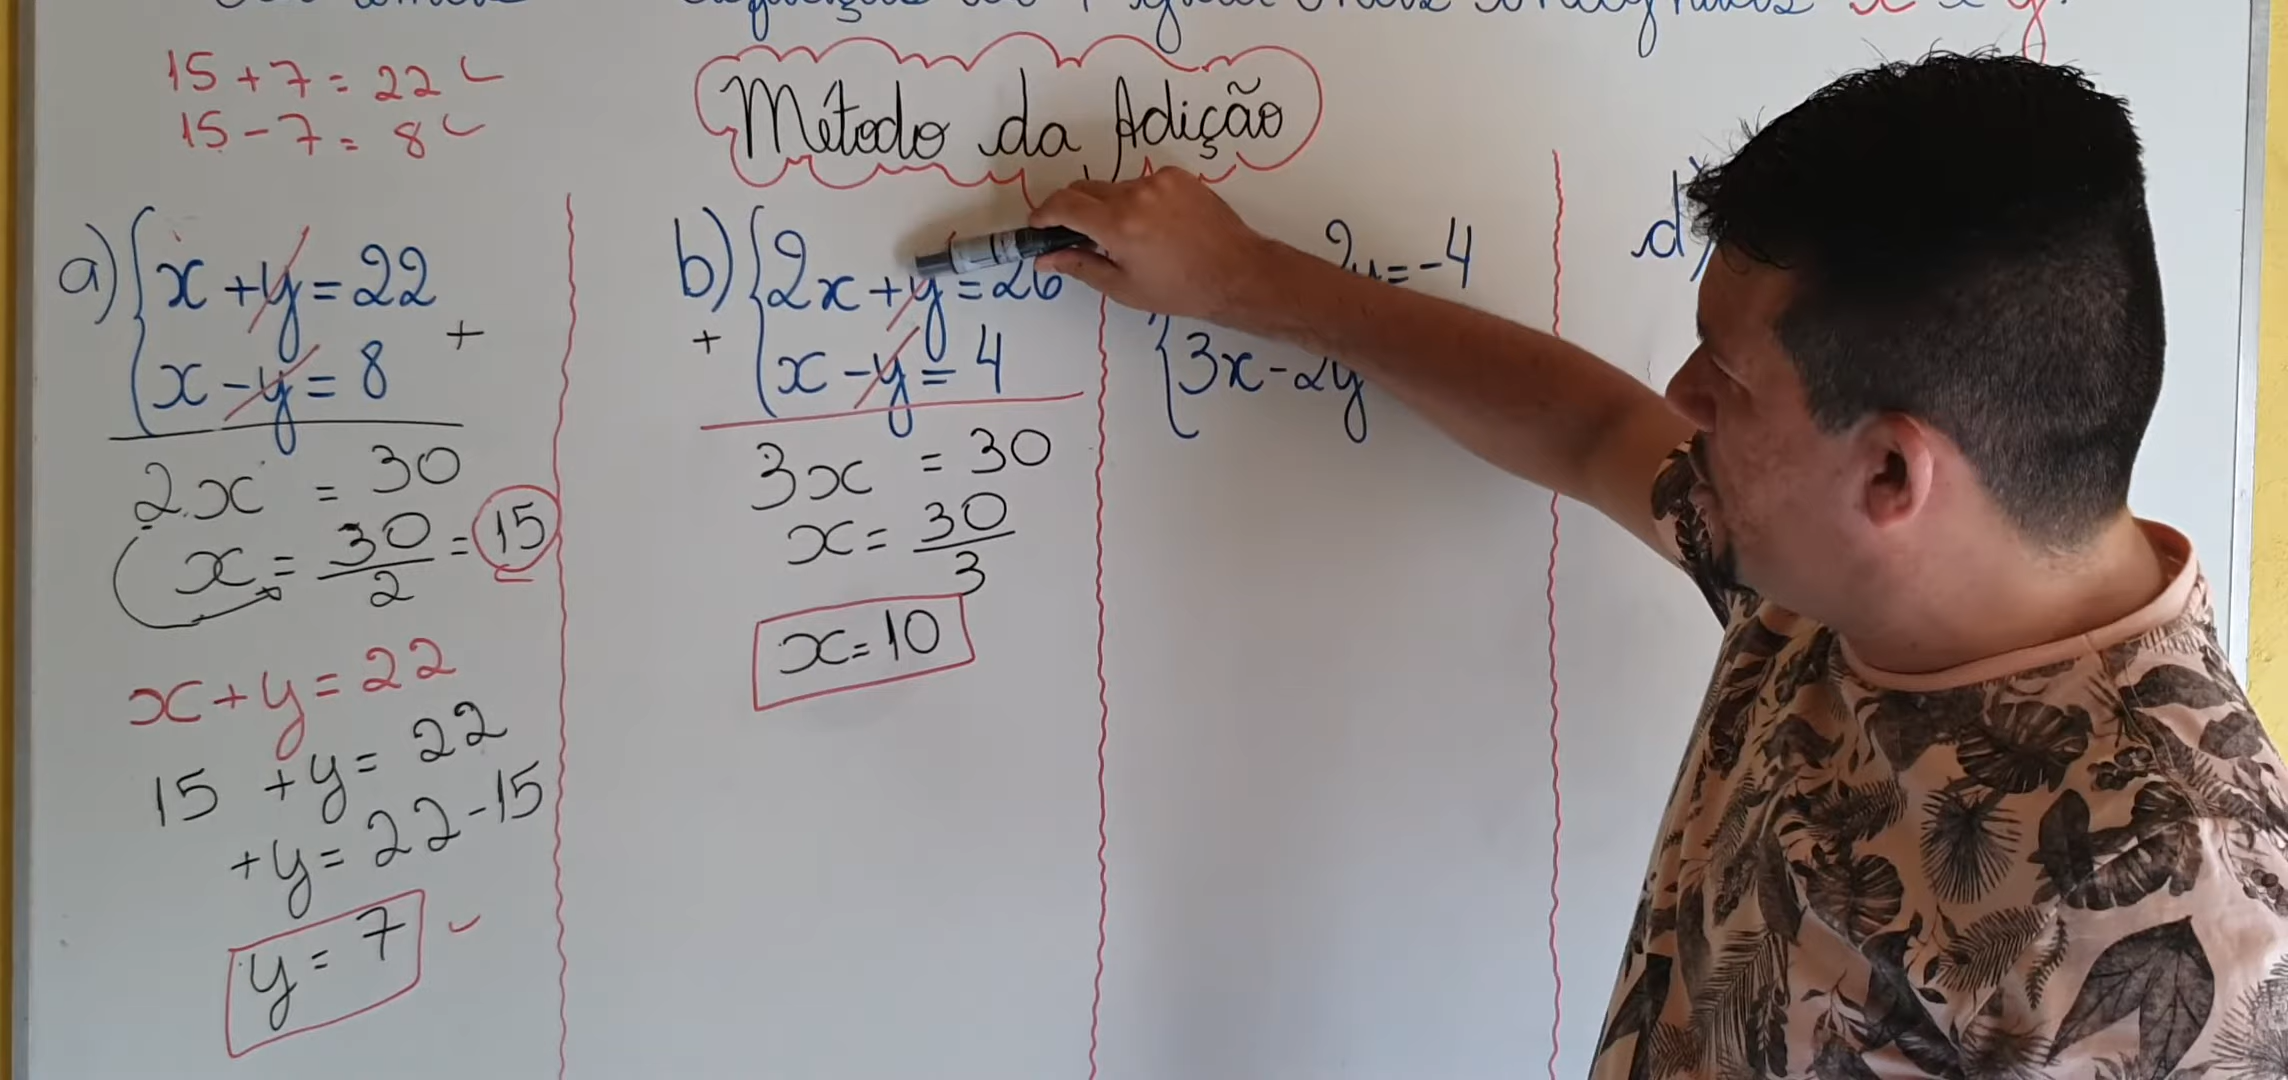 15 + 7 = 22
15 - 7 = 8
Método da Adição
a) { x + y = 22
x - y = 8
+
2x = 30
x = 30/2 = 15
x + y = 22
15 + y = 22
+ y = 22 - 15
y = 7
b) { 2x + y = 26
+
x - y = 4
3x = 30
x = 30/3
x = 10
2y = -4
{ 3x - 2y
d)